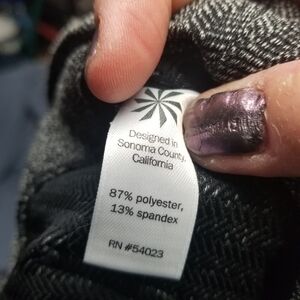 Designed in
Sonoma County,
California
87% polyester,
13% spandex
RN #54023